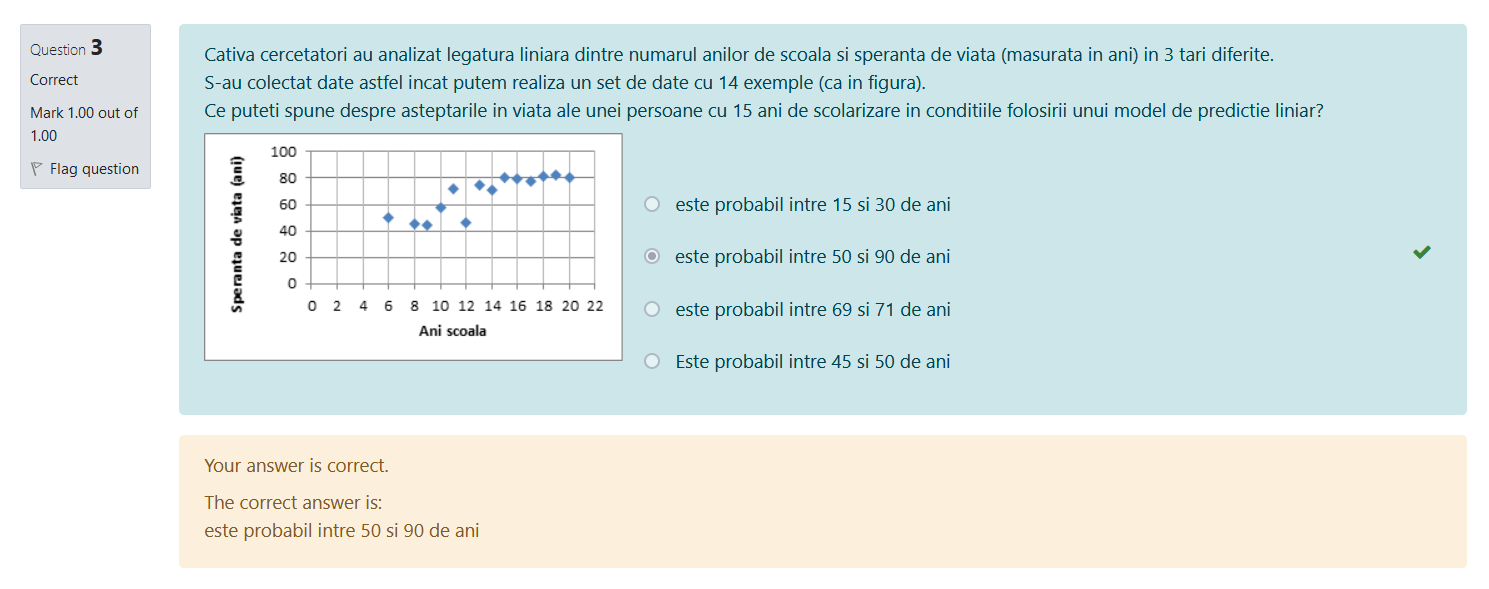 Question 3
Correct
Mark 1.00 out of
1.00
Flag question
Cativa cercetatori au analizat legatura liniara dintre numarul anilor de scoala si speranta de viata (masurata in ani) in 3 tari diferite.
S-au colectat date astfel incat putem realiza un set de date cu 14 exemple (ca in figura).
Ce puteti spune despre asteptarile in viata ale unei persoane cu 15 ani de scolarizare in conditiile folosirii unui model de predictie liniar?
Speranta de viata (ani)
100
80
60
40
20
0
0 2 4 6 8 10 12 14 16 18 20 22
Ani scoala
este probabil intre 15 si 30 de ani
este probabil intre 50 si 90 de ani
este probabil intre 69 si 71 de ani
Este probabil intre 45 si 50 de ani
Your answer is correct.
The correct answer is:
este probabil intre 50 si 90 de ani